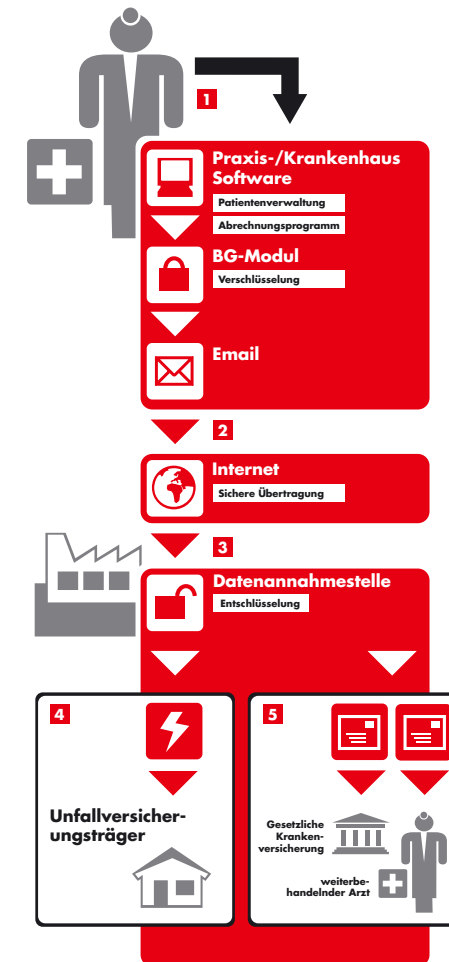 1
Praxis-/Krankenhaus
Software
Patientenverwaltung
Abrechnungsprogramm
BG-Modul
Verschlüsselung
Email
2
Internet
Sichere Übertragung
3
Datenannahmestelle
Entschlüsselung
4
Unfallversicher-
ungsträger
5
Gesetzliche
Kranken-
versicherung
weiterbe-
handelnder Arzt